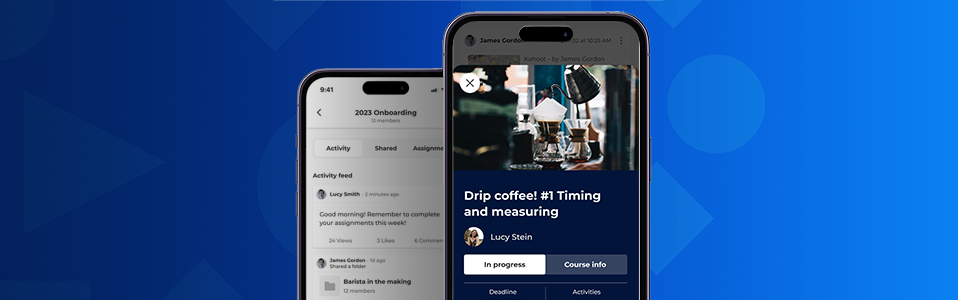 9:41
2023 Onboarding
12 members
Activity
Shared
Assignme
Activity feed
Lucy Smith - 2 minutes ago
Good morning! Remember to complete
your assignments this week!
24 Views
3 Likes
6 Commen
James Gordon - 1d ago
Shared a folder
Barista in the making
12 members
James Gordon
02 at 10:25 AM
Kahoot - by James Gordon
Drip coffee! #1 Timing
and measuring
Lucy Stein
In progress
Course info
Deadline
Activities